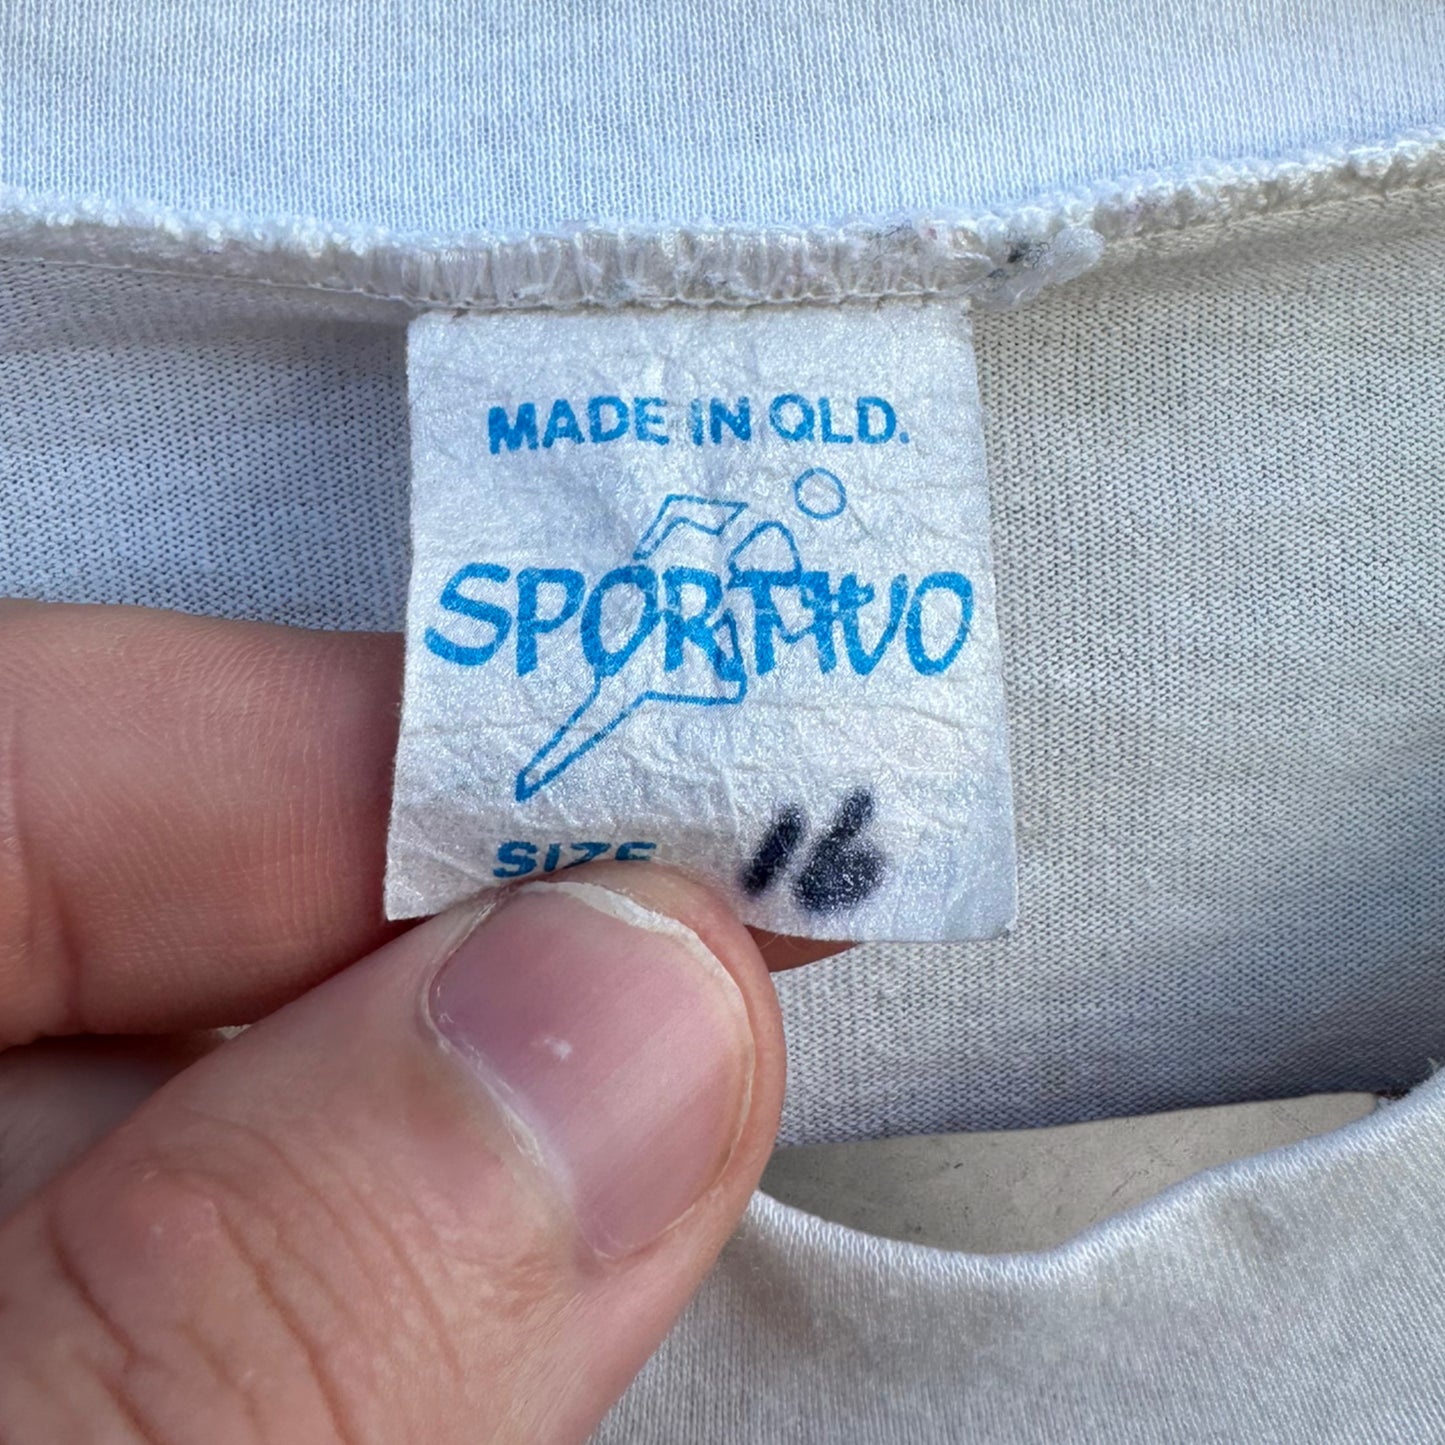 MADE IN QLD.
SPORTIVO
SIZE 16